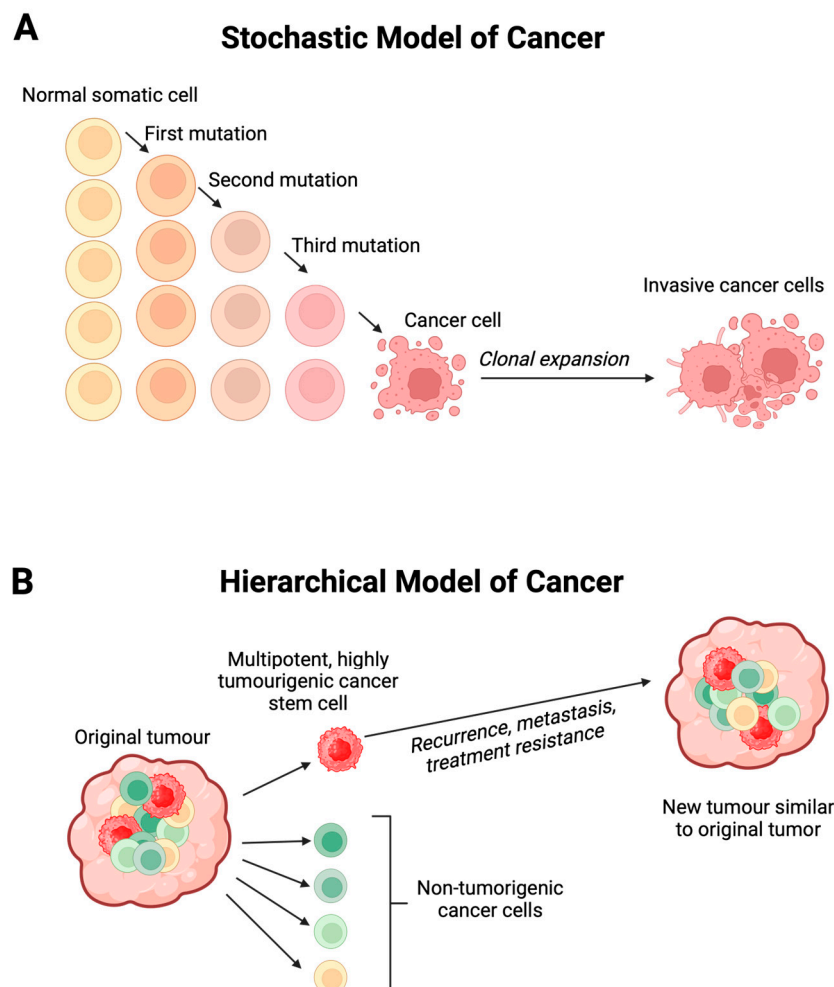 A
Stochastic Model of Cancer
Normal somatic cell
First mutation
Second mutation
Third mutation
Cancer cell
Clonal expansion
Invasive cancer cells
B
Hierarchical Model of Cancer
Multipotent, highly
tumourigenic cancer
stem cell
Original tumour
Recurrence, metastasis,
treatment resistance
New tumour similar
to original tumor
Non-tumorigenic
cancer cells